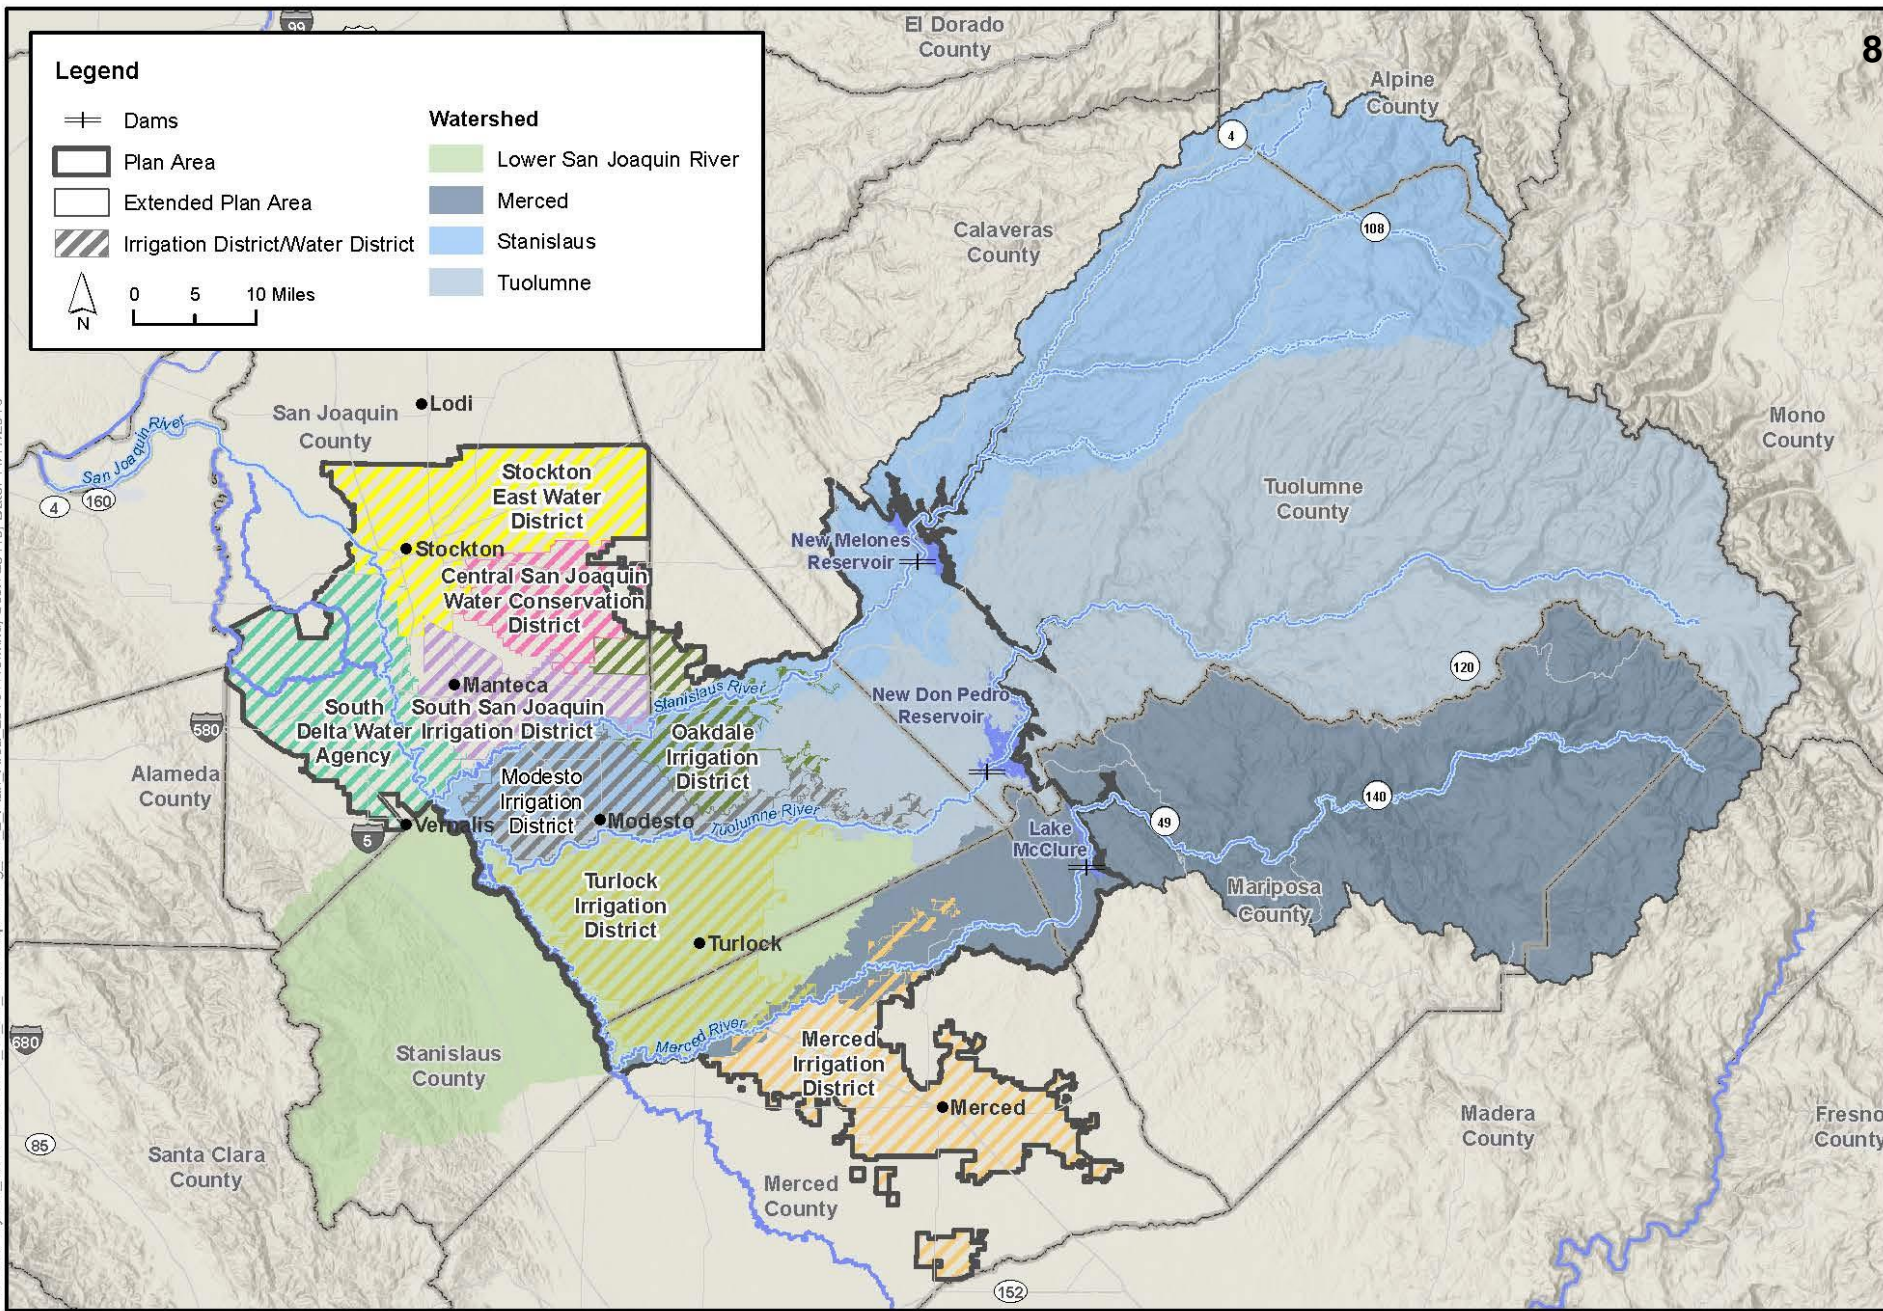 99
El Dorado
County
8
Alpine
County
Legend
Dams
Plan Area
Extended Plan Area
Irrigation District/Water District
0 5 10 Miles
N
Watershed
Lower San Joaquin River
Merced
Stanislaus
Tuolumne
4
108
Calaveras
County
Lodi
San Joaquin
County
San Joaquin River
4
160
Mono
County
Stockton
East Water
District
Tuolumne
County
New Melones
Reservoir
Stockton
Central San Joaquin
Water Conservation
District
120
Manteca
Stanislaus River
New Don Pedro
Reservoir
South
Delta Water
Agency
South San Joaquin
Irrigation District
Oakdale
Irrigation
District
580
Alameda
County
Modesto
Irrigation
District
Modesto
Tuolumne River
140
49
Vernalis
5
Lake
McClure
Mariposa
County
Turlock
Irrigation
District
Turlock
680
Stanislaus
County
Merced River
Merced
Irrigation
District
Merced
Madera
County
Fresno
County
85
Santa Clara
County
Merced
County
152